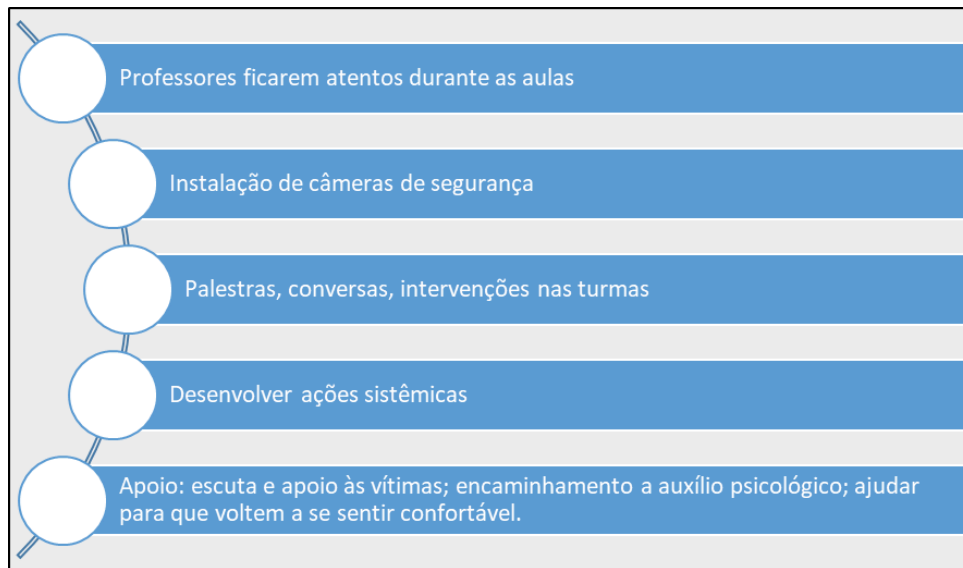 Professores ficarem atentos durante as aulas
Instalação de câmeras de segurança
Palestras, conversas, intervenções nas turmas
Desenvolver ações sistêmicas
Apoio: escuta e apoio às vítimas; encaminhamento a auxílio psicológico; ajudar
para que voltem a se sentir confortável.